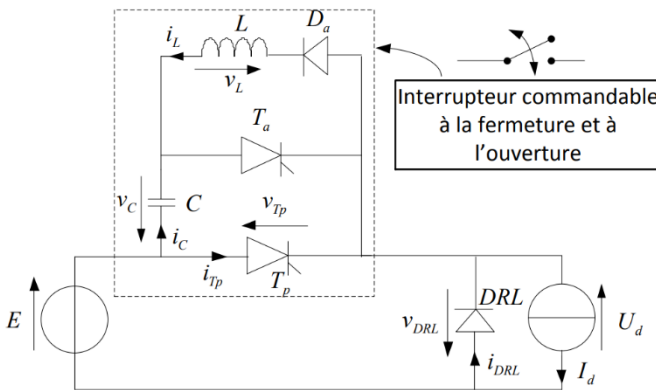 i_L
L
D_a
v_L
T_a
Interrupteur commandable
à la fermeture et à
l’ouverture
v_C
C
v_Tp
i_C
i_Tp
T_p
E
DRL
v_DRL
i_DRL
U_d
I_d